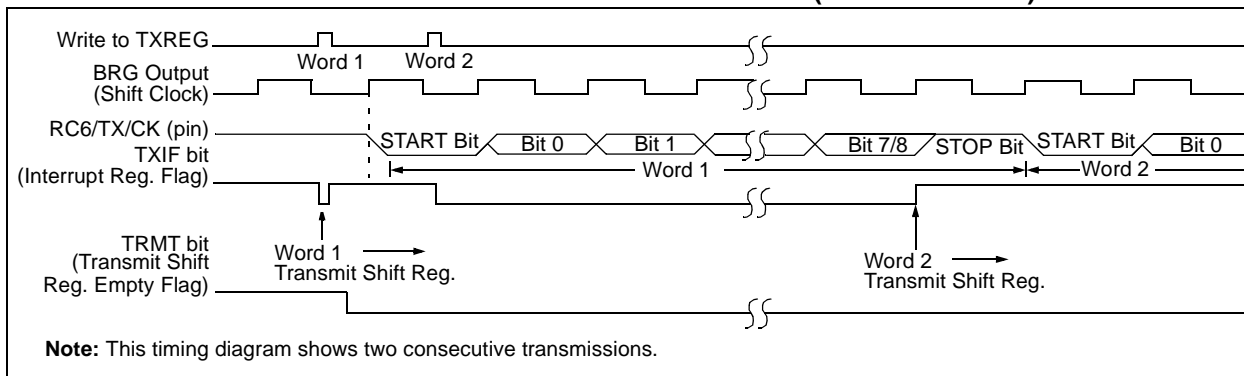 Write to TXREG
Word 1
Word 2
BRG Output
(Shift Clock)
RC6/TX/CK (pin)
START Bit
Bit 0
Bit 1
Bit 7/8
STOP Bit
START Bit
Bit 0
Word 1
Word 2
TXIF bit
(Interrupt Reg. Flag)
Word 1
Transmit Shift Reg.
Word 2
Transmit Shift Reg.
TRMT bit
(Transmit Shift
Reg. Empty Flag)
Note: This timing diagram shows two consecutive transmissions.